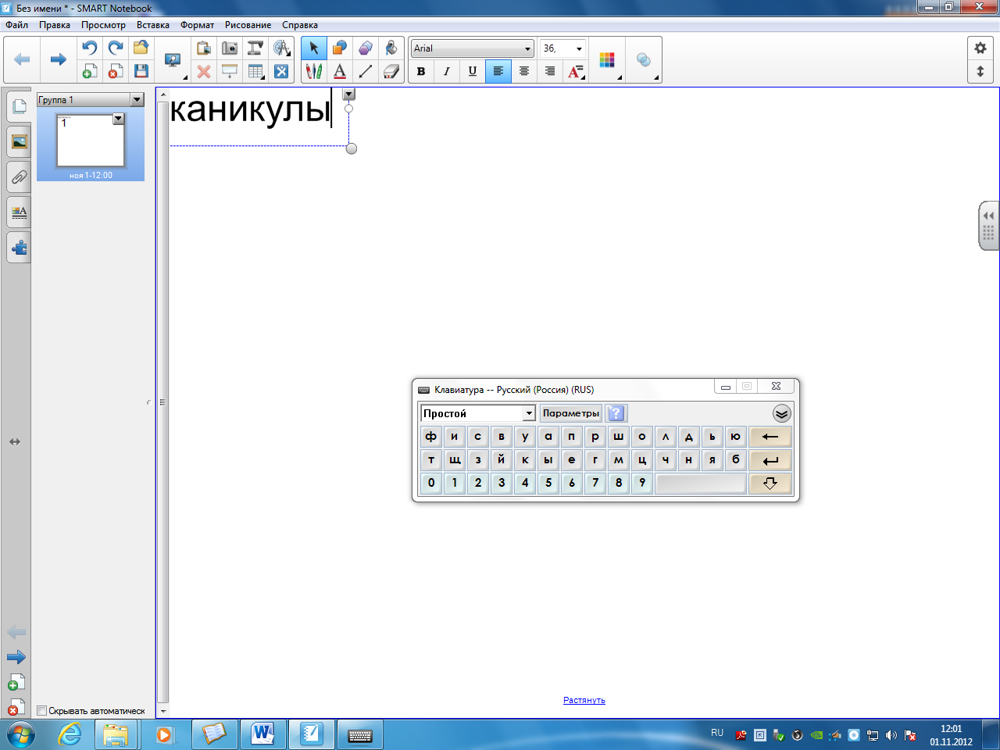 Без имени * - SMART Notebook
Файл Правка Просмотр Вставка Формат Рисование Справка
Arial 36,
B I U
Группа 1
1
ноя 1-12:00
каникулы
Клавиатура -- Русский (Россия) (RUS)
Простой Параметры ?
ф и с в у а п р ш о л д ь ю
т щ з й к ы е г м ц ч н я б
0 1 2 3 4 5 6 7 8 9
Растянуть
Скрывать автоматическ
RU
12:01
01.11.2012